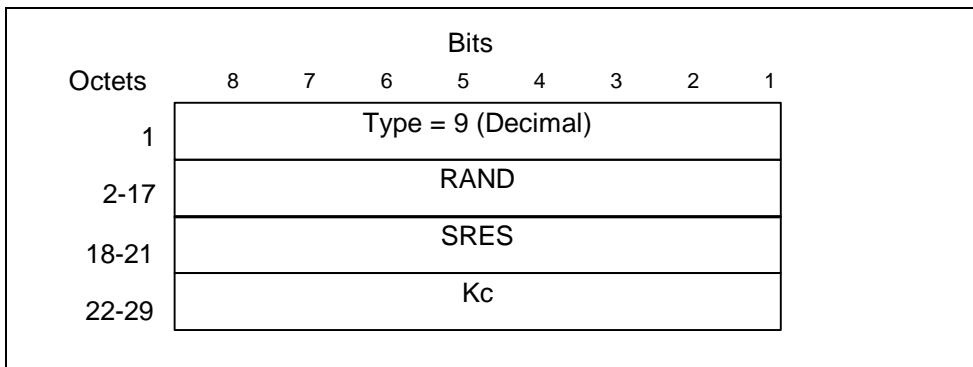 Bits
Octets 8 7 6 5 4 3 2 1
1 Type = 9 (Decimal)
2-17 RAND
18-21 SRES
22-29 Kc